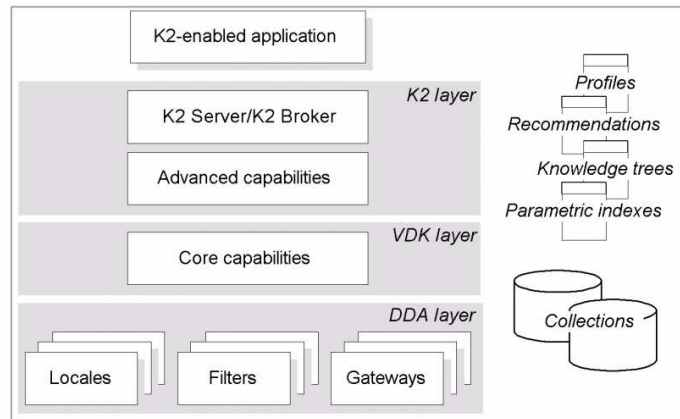 K2-enabled application
K2 layer
K2 Server/K2 Broker
Advanced capabilities
VDK layer
Core capabilities
DDA layer
Locales
Filters
Gateways
Profiles
Recommendations
Knowledge trees
Parametric indexes
Collections